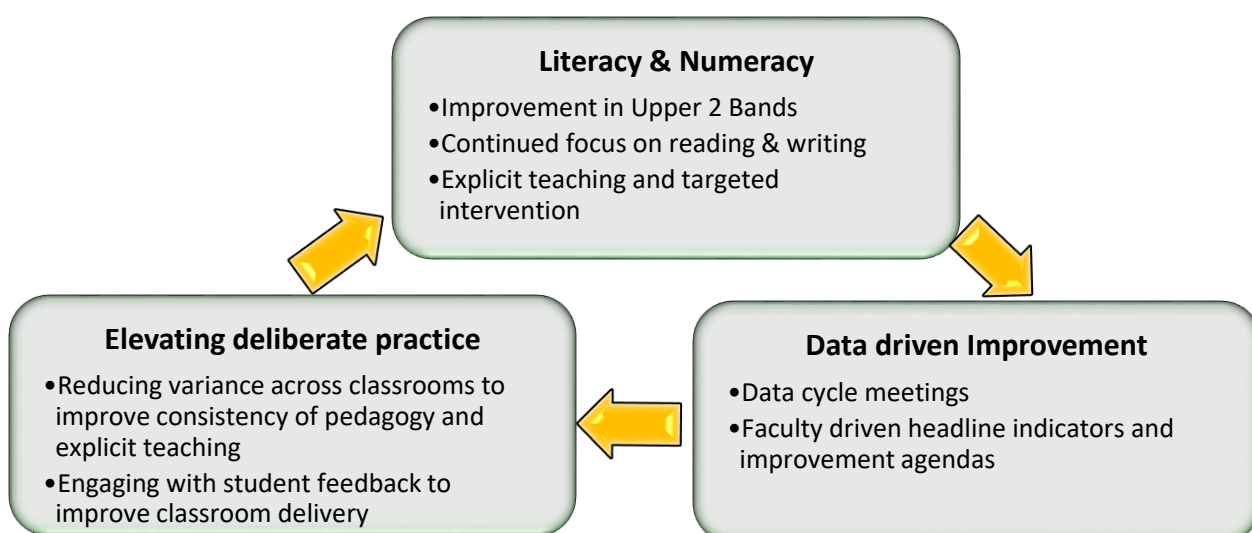 Literacy & Numeracy
•Improvement in Upper 2 Bands
•Continued focus on reading & writing
•Explicit teaching and targeted
intervention
Data driven Improvement
•Data cycle meetings
•Faculty driven headline indicators and
improvement agendas
Elevating deliberate practice
•Reducing variance across classrooms to
improve consistency of pedagogy and
explicit teaching
•Engaging with student feedback to
improve classroom delivery